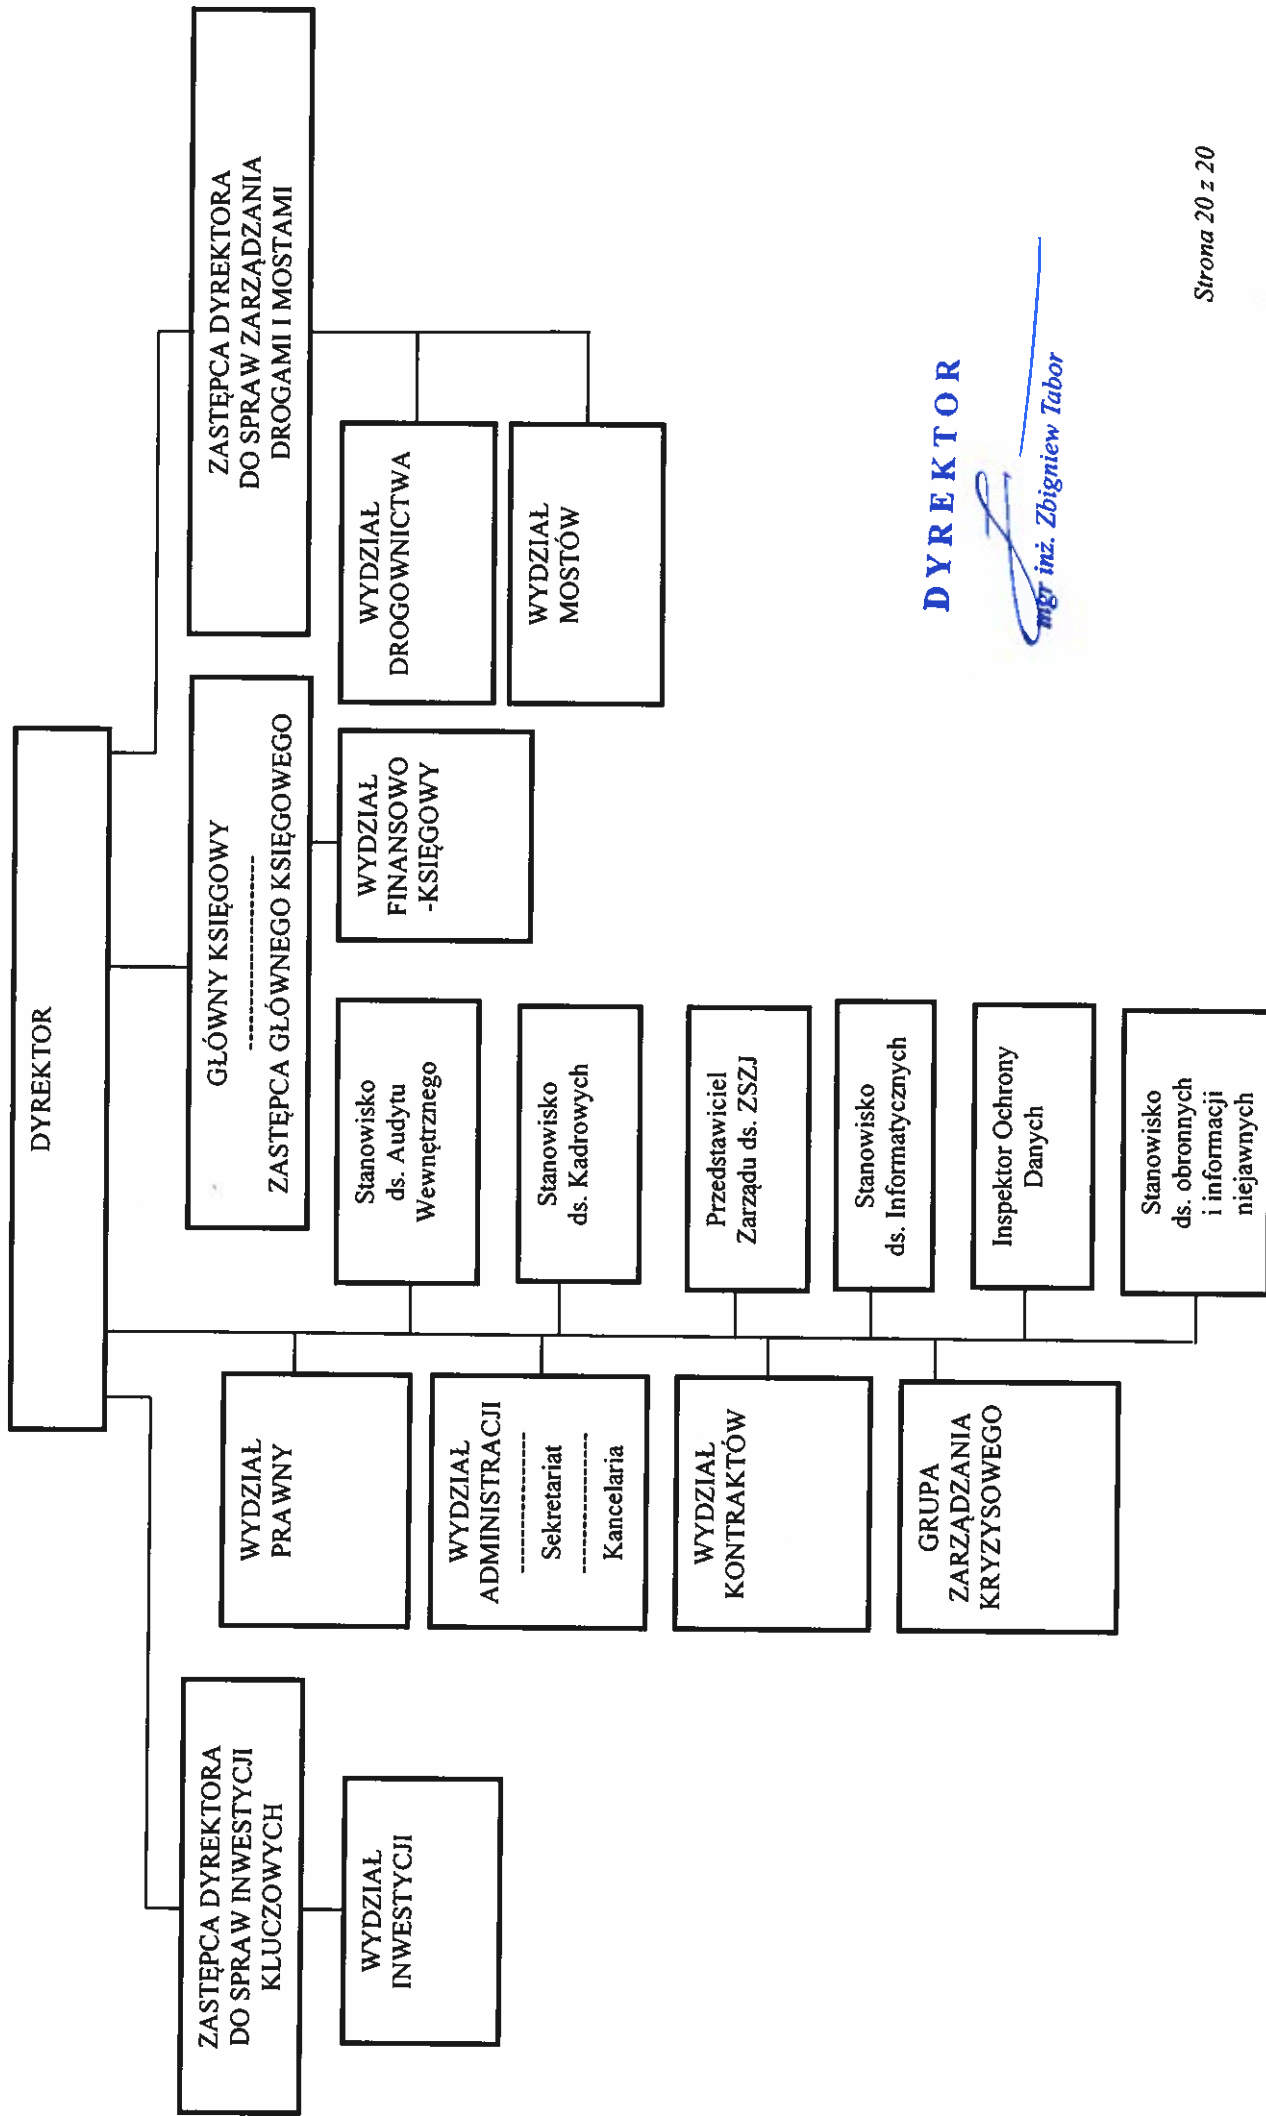 DYREKTOR
ZASTĘPCA DYREKTORA
DO SPRAW INWESTYCJI
KLUCZOWYCH
GŁÓWNY KSIĘGOWY
--------------------
ZASTĘPCA GŁÓWNEGO KSIĘGOWEGO
ZASTĘPCA DYREKTORA
DO SPRAW ZARZĄDZANIA
DROGAMI I MOSTAMI
WYDZIAŁ
INWESTYCJI
WYDZIAŁ
PRAWNY
WYDZIAŁ
ADMINISTRACJI
---------------
Sekretariat
---------------
Kancelaria
WYDZIAŁ
KONTRAKTÓW
GRUPA
ZARZĄDZANIA
KRYZYSOWEGO
Stanowisko
ds. Audytu
Wewnętrznego
Stanowisko
ds. Kadrowych
Przedstawiciel
Zarządu ds. ZSZJ
Stanowisko
ds. Informatycznych
Inspektor Ochrony
Danych
Stanowisko
ds. obronnych
i informacji
niejawnych
WYDZIAŁ
FINANSOWO
-KSIĘGOWY
WYDZIAŁ
DROGOWNICTWA
WYDZIAŁ
MOSTÓW
DYREKTOR
mgr inż. Zbigniew Tabor
Strona 20 z 20